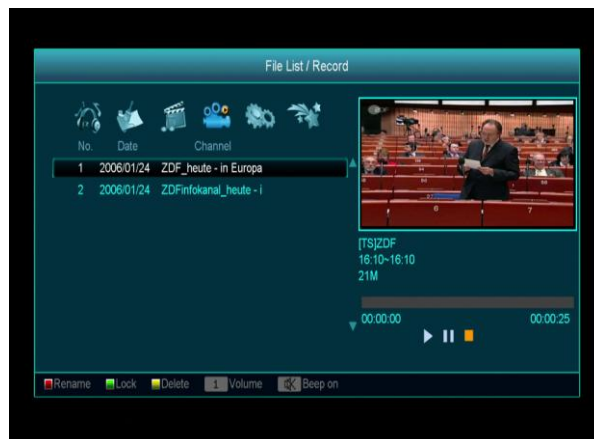 File List / Record
No. Date Channel
1 2006/01/24 ZDF_heute - in Europa
2 2006/01/24 ZDFinfokanal_heute - i
6 7
[TS]ZDF
16:10~16:10
21M
00:00:00 00:00:25
Rename Lock Delete 1 Volume Beep on